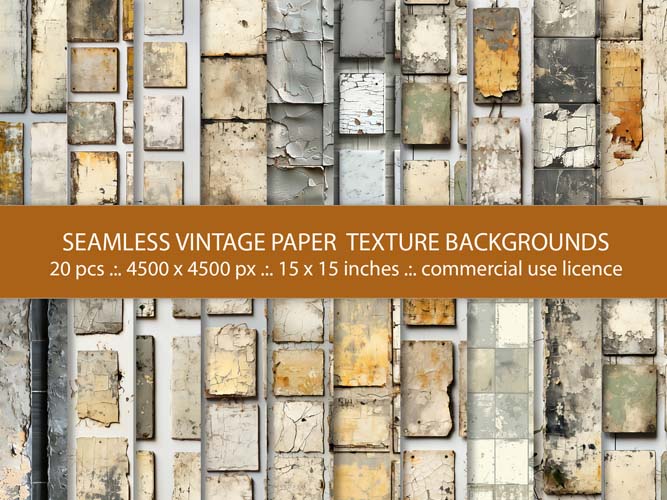 SEAMLESS VINTAGE PAPER TEXTURE BACKGROUNDS
20 pcs .:. 4500 x 4500 px .:. 15 x 15 inches .:. commercial use licence